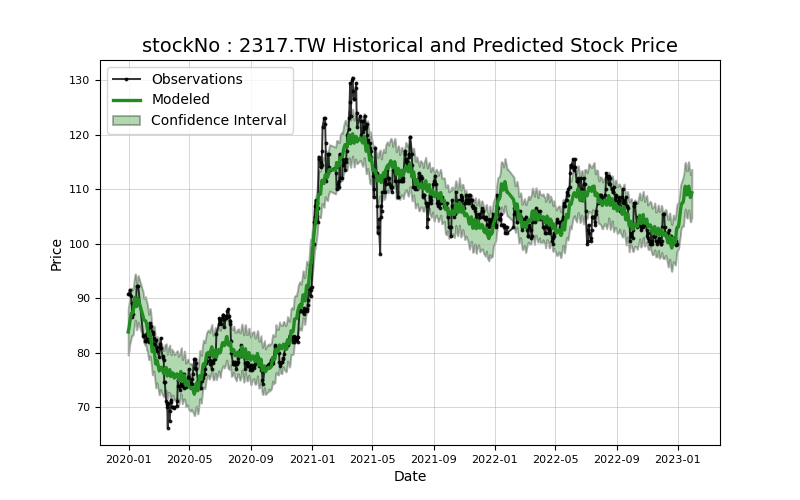 stockNo : 2317.TW Historical and Predicted Stock Price
Observations
Modeled
Confidence Interval
130
120
110
100
90
80
70
Price
2020-01 2020-05 2020-09 2021-01 2021-05 2021-09 2022-01 2022-05 2022-09 2023-01
Date